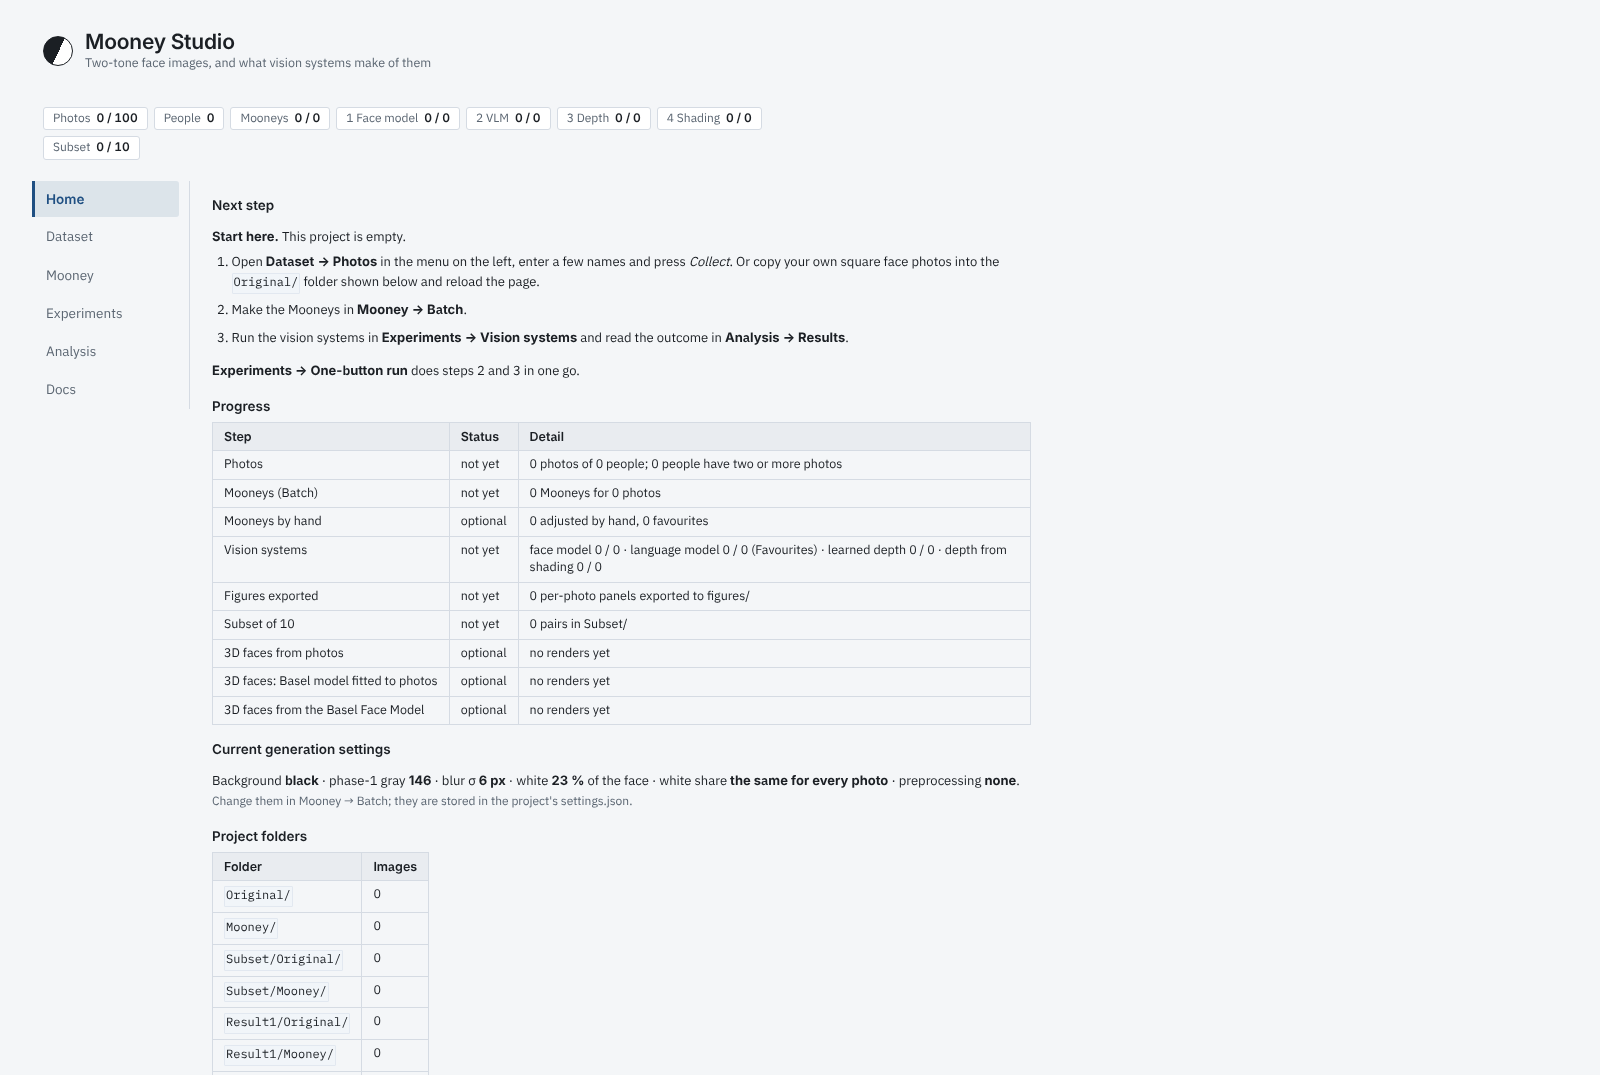 Mooney Studio
Two-tone face images, and what vision systems make of them
Photos 0 / 100 People 0 Mooneys 0 / 0 1 Face model 0 / 0 2 VLM 0 / 0 3 Depth 0 / 0 4 Shading 0 / 0
Subset 0 / 10
Home
Dataset
Mooney
Experiments
Analysis
Docs
Next step
Start here. This project is empty.
1. Open Dataset → Photos in the menu on the left, enter a few names and press Collect. Or copy your own square face photos into the
Original/ folder shown below and reload the page.
2. Make the Mooneys in Mooney → Batch.
3. Run the vision systems in Experiments → Vision systems and read the outcome in Analysis → Results.
Experiments → One-button run does steps 2 and 3 in one go.
Progress
Step Status Detail
Photos not yet 0 photos of 0 people; 0 people have two or more photos
Mooneys (Batch) not yet 0 Mooneys for 0 photos
Mooneys by hand optional 0 adjusted by hand, 0 favourites
Vision systems not yet face model 0 / 0 · language model 0 / 0 (Favourites) · learned depth 0 / 0 · depth from
shading 0 / 0
Figures exported not yet 0 per-photo panels exported to figures/
Subset of 10 not yet 0 pairs in Subset/
3D faces from photos optional no renders yet
3D faces: Basel model fitted to photos optional no renders yet
3D faces from the Basel Face Model optional no renders yet
Current generation settings
Background black · phase-1 gray 146 · blur σ 6 px · white 23 % of the face · white share the same for every photo · preprocessing none.
Change them in Mooney → Batch; they are stored in the project's settings.json.
Project folders
Folder Images
Original/ 0
Mooney/ 0
Subset/Original/ 0
Subset/Mooney/ 0
Result1/Original/ 0
Result1/Mooney/ 0